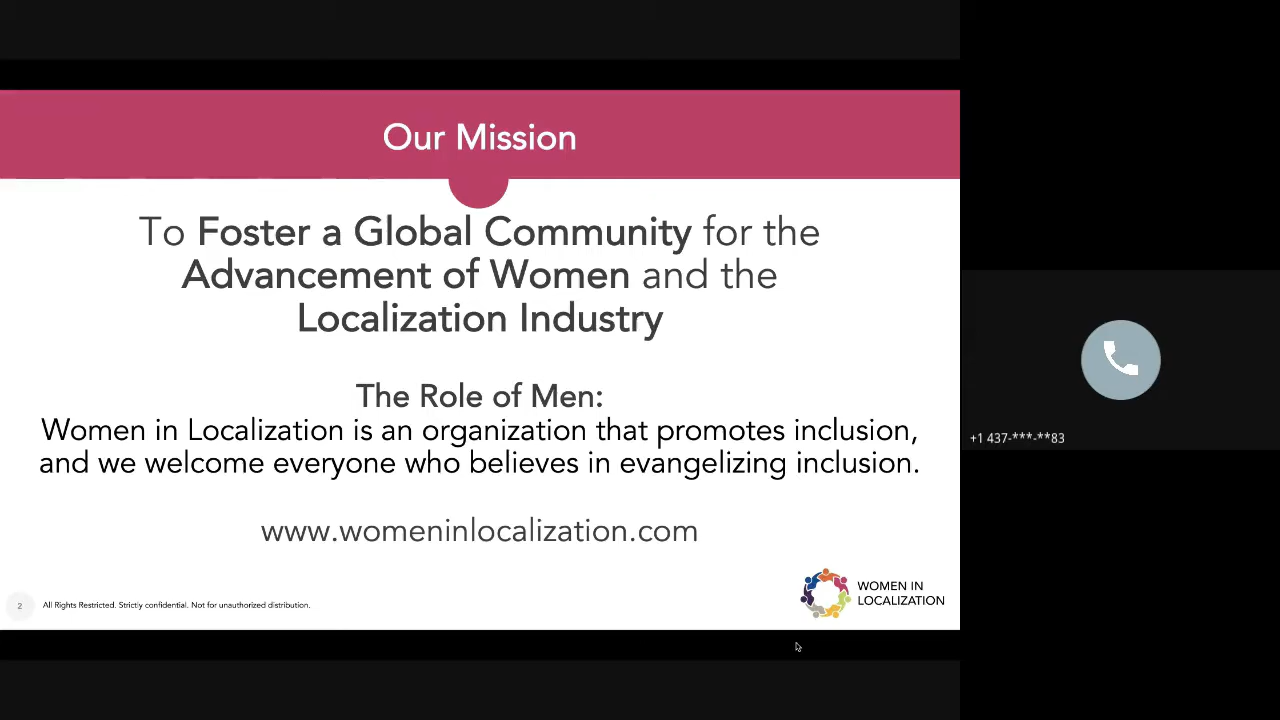 Our Mission
To Foster a Global Community for the
Advancement of Women and the
Localization Industry
The Role of Men:
Women in Localization is an organization that promotes inclusion,
and we welcome everyone who believes in evangelizing inclusion.
www.womeninlocalization.com
2
All Rights Restricted. Strictly confidential. Not for unauthorized distribution.
WOMEN IN
LOCALIZATION
+1 437-***-**83